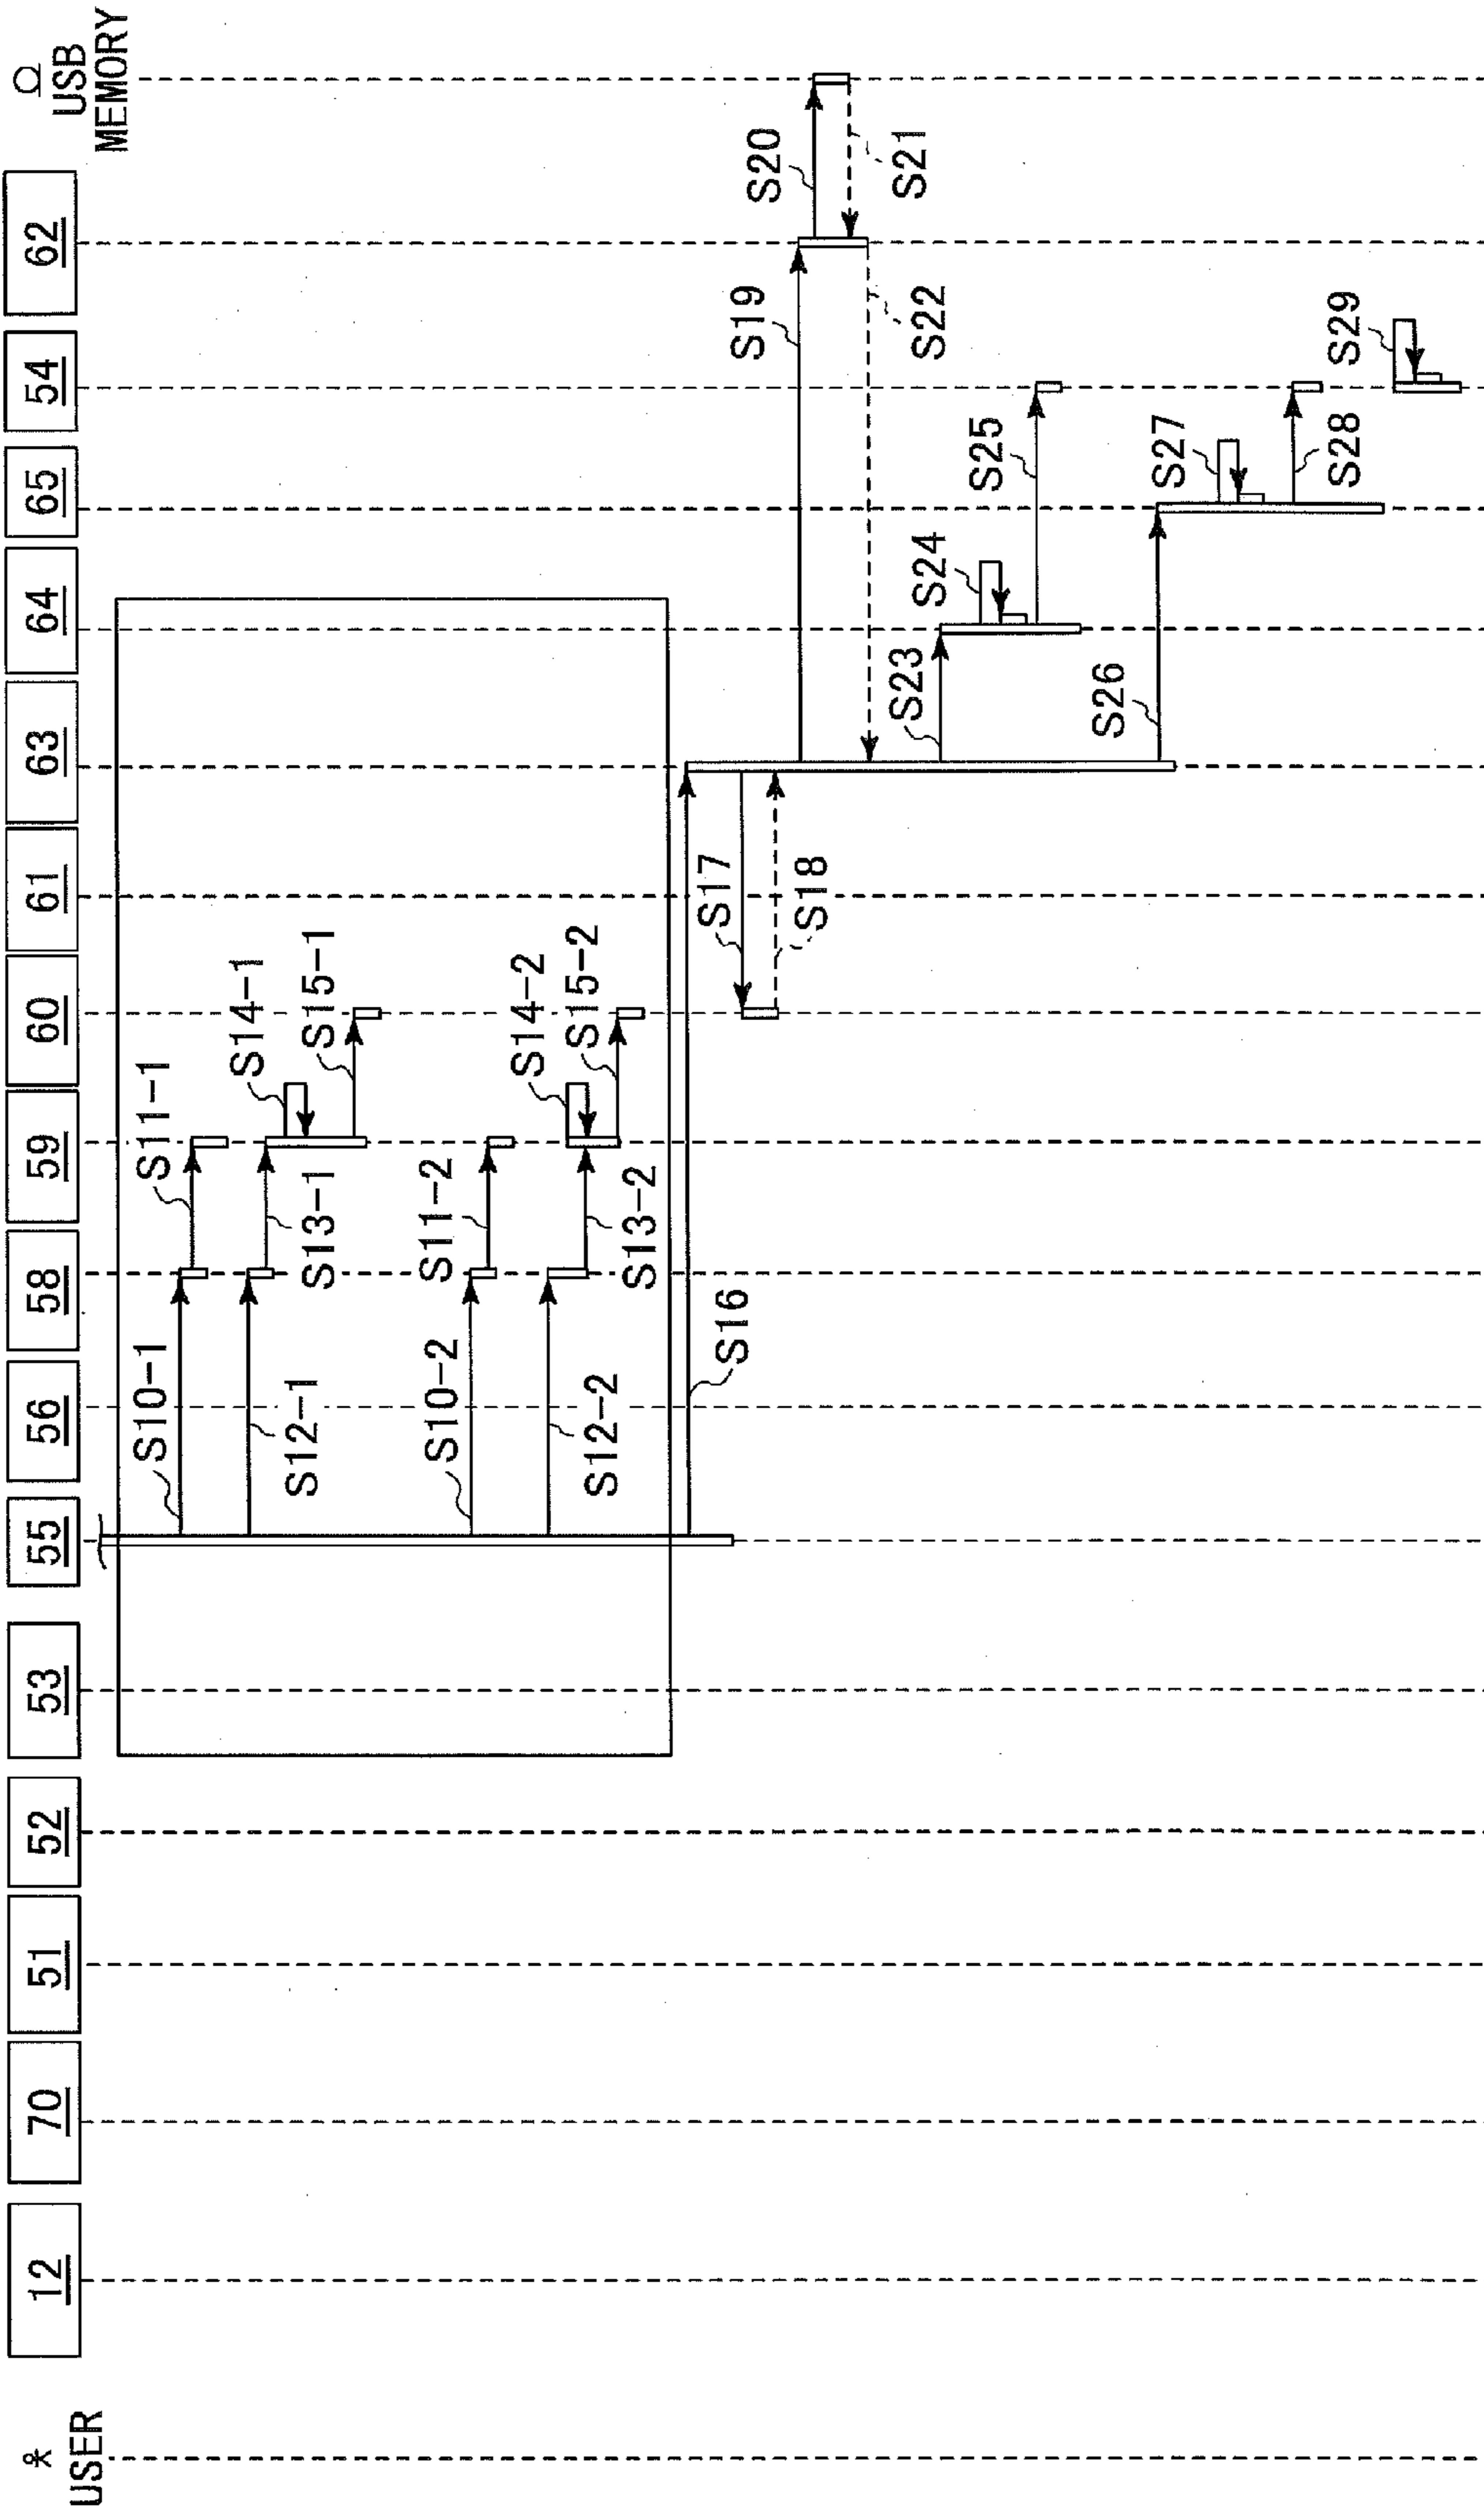 USER
12
70
51
52
53
55
56
58
59
60
61
63
64
65
54
62
USB
MEMORY
S10-1
S11-1
S12-1
S13-1
S14-1
S15-1
S10-2
S11-2
S12-2
S13-2
S14-2
S15-2
S16
S17
S18
S19
S20
S21
S22
S23
S24
S25
S26
S27
S28
S29